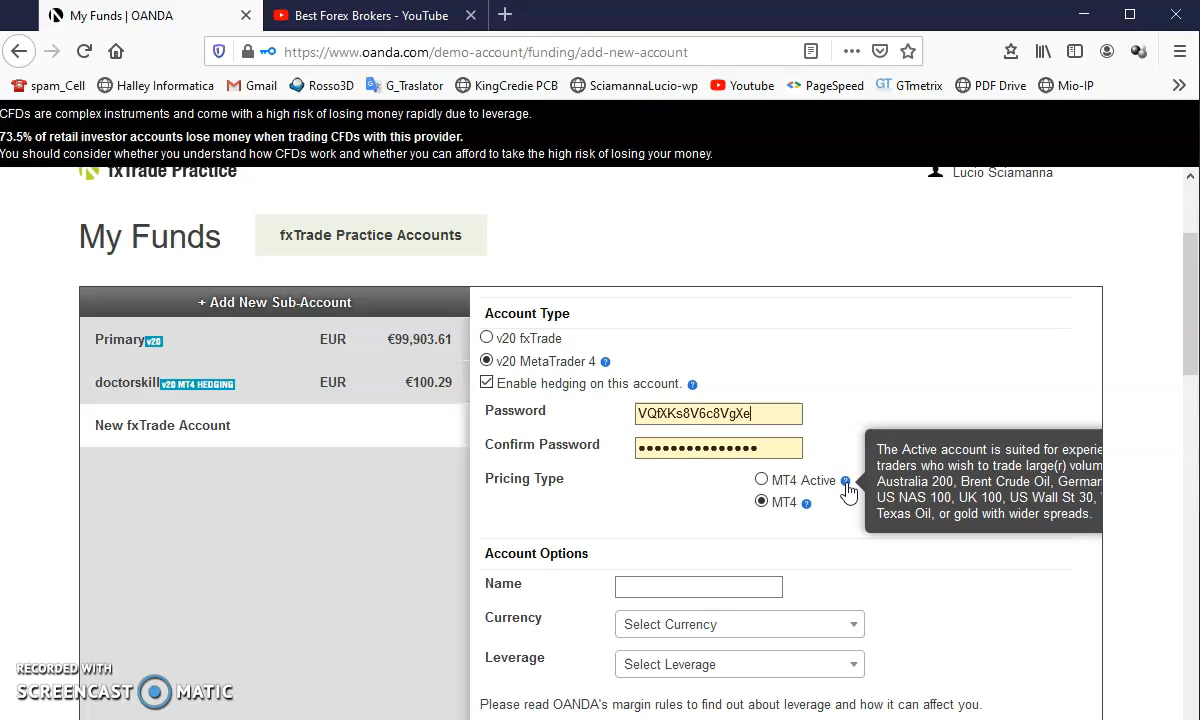 My Funds | OANDA
Best Forex Brokers - YouTube
https://www.oanda.com/demo-account/funding/add-new-account
spam_Cell Halley Informatica Gmail Rosso3D G_Traslator KingCredie PCB SciamannaLucio-wp Youtube PageSpeed GT GTmetrix PDF Drive Mio-IP
CFDs are complex instruments and come with a high risk of losing money rapidly due to leverage.
73.5% of retail investor accounts lose money when trading CFDs with this provider.
You should consider whether you understand how CFDs work and whether you can afford to take the high risk of losing your money.
fxTrade Practice
Lucio Sciamanna
My Funds
fxTrade Practice Accounts
+ Add New Sub-Account
Primary v20 EUR €99,903.61
doctorskill v20 MT4 HEDGING EUR €100.29
New fxTrade Account
Account Type
v20 fxTrade
v20 MetaTrader 4 ?
Enable hedging on this account. ?
Password VQfXKs8V6c8VgXe
Confirm Password •••••••••••••••
Pricing Type
MT4 Active ?
MT4 ?
The Active account is suited for experie
traders who wish to trade large(r) volum
Australia 200, Brent Crude Oil, German
US NAS 100, UK 100, US Wall St 30,
Texas Oil, or gold with wider spreads.
Account Options
Name
Currency Select Currency
Leverage Select Leverage
Please read OANDA's margin rules to find out about leverage and how it can affect you.
RECORDED WITH
SCREENCAST MATIC